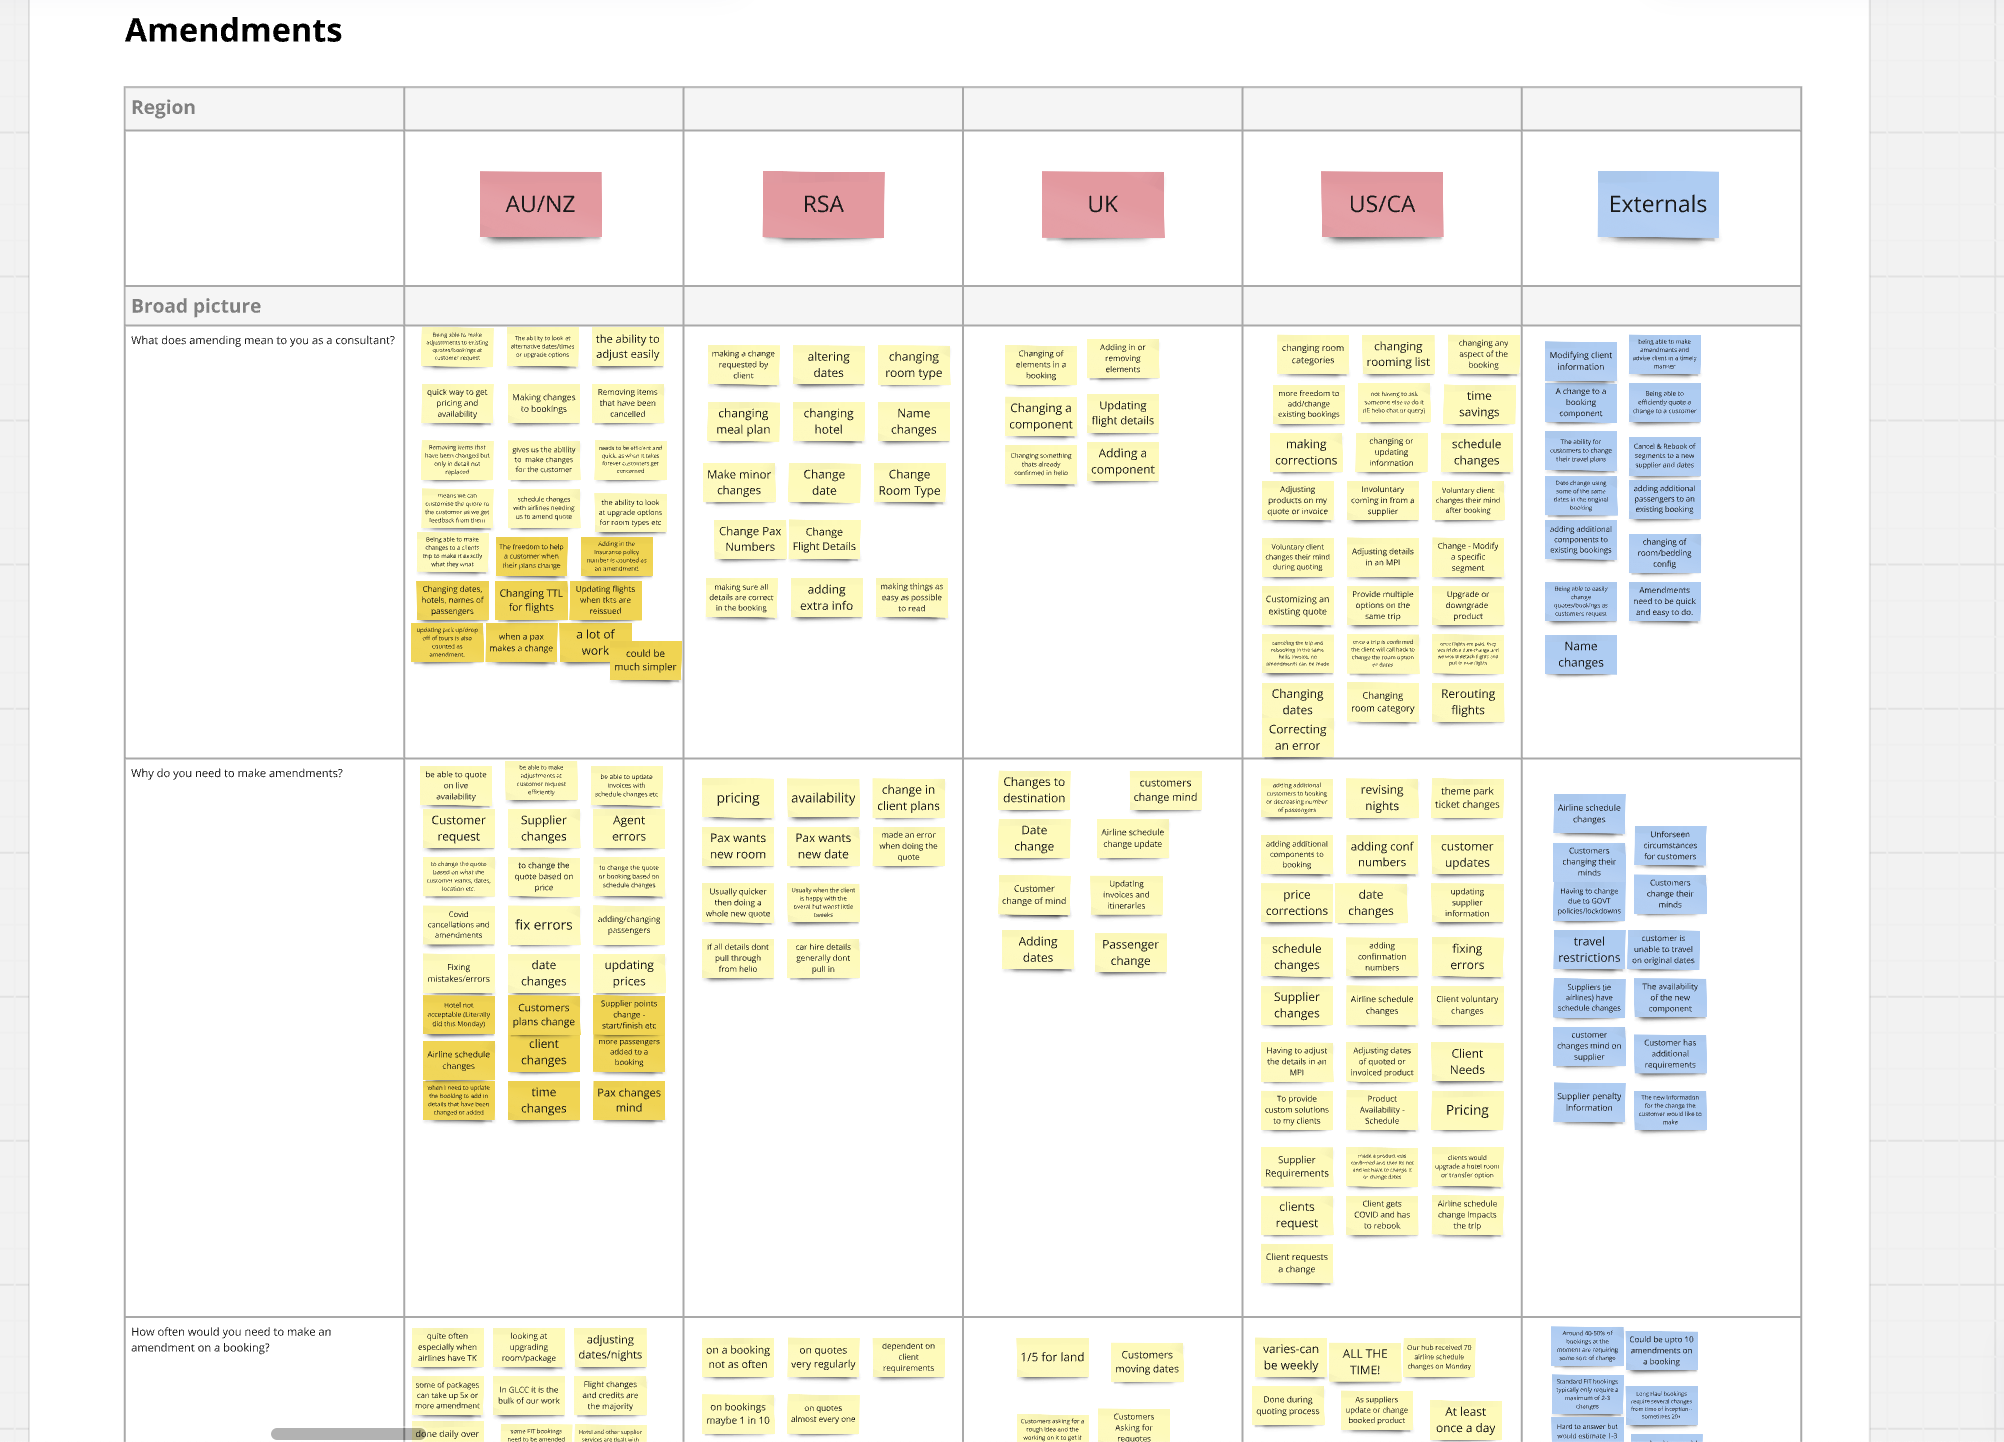 Amendments
Region
AU/NZ
RSA
UK
US/CA
Externals
Broad picture
What does amending mean to you as a consultant?
Being able to make
adjustments to existing
quotes/bookings at
customer request
The ability to look at
alternative dates/times
or upgrade options
the ability to
adjust easily
quick way to get
pricing and
availability
Making changes
to bookings
Removing items
that have been
cancelled
Removing items that
have been changed but
only in detail not
replaced
gives us the ability
to make changes
for the customer
needs to be efficient and
quick as when it takes
forever customers get
concerned
means we can
customise the quote to
the customer as we get
feedback from them
schedule changes
with airlines needing
us to amend quote
the ability to look
at upgrade options
for room types etc
Being able to make
changes to a clients
trip to make it exactly
what they want
The freedom to help
a customer when
their plans change
Adding in the
insurance policy
number is counted as
an amendment!
Changing dates,
hotels, names of
passengers
Changing TTL
for flights
Updating flights
when tkts are
reissued
updating pick up/drop
off of tours is also
counted as
amendment.
when a pax
makes a change
a lot of
work
could be
much simpler
making a change
requested by
client
altering
dates
changing
room type
changing
meal plan
changing
hotel
Name
changes
Make minor
changes
Change
date
Change
Room Type
Change Pax
Numbers
Change
Flight Details
making sure all
details are correct
in the booking
adding
extra info
making things as
easy as possible
to read
Changing of
elements in a
booking
Adding in or
removing
elements
Changing a
component
Updating
flight details
Changing something
thats already
confirmed in helio
Adding a
component
changing room
categories
changing
rooming list
changing any
aspect of the
booking
more freedom to
add/change
existing bookings
not having to ask
someone else to do it
(IE helio chat or query)
time
savings
making
corrections
changing or
updating
information
schedule
changes
Adjusting
products on my
quote or invoice
Involuntary
coming in from a
supplier
Voluntary client
changes their mind
after booking
Voluntary client
changes their mind
during quoting
Adjusting details
in an MPI
Change - Modify
a specific
segment
Customizing an
existing quote
Provide multiple
options on the
same trip
Upgrade or
downgrade
product
canceling the trip and
rebooking in the same
helio invoice, no
amendments can be made
once a trip is confirmed
the client will call back to
change the room option
or dates
Changing
dates
Changing
room category
Rerouting
flights
Correcting
an error
Modifying client
information
Being able to make
amendments and
advise client in a timely
manner
A change to a
booking
component
Being able to
efficiently quote a
change to a customer
The ability for
customers to change
their travel plans
Cancel & Rebook of
segments to a new
supplier and dates
Date change using
some of the same
dates in the original
booking
adding additional
passengers to an
existing booking
adding additional
components to
existing bookings
changing of
room/bedding
config
Being able to easily
change
quotes/bookings as
customers request
Amendments
need to be quick
and easy to do.
Name
changes
Why do you need to make amendments?
be able to quote
on live
availability
be able to make
adjustments at
customer request
efficiently
be able to update
invoices with
schedule changes etc
Customer
request
Supplier
changes
Agent
errors
to change the quote
based on what the
customer wants, dates,
location etc.
to change the
quote based on
price
to change the quote
or booking based on
schedule changes
Covid
cancellations and
amendments
fix errors
adding/changing
passengers
Fixing
mistakes/errors
date
changes
updating
prices
Hotel not
acceptable (Literally
did this Monday)
Customers
plans change
Supplier points
change -
start/finish etc
Airline schedule
changes
client
changes
more passengers
added to a
booking
when I need to update
the booking to add in
details that have been
changed or added
time
changes
Pax changes
mind
pricing
availability
change in
client plans
Pax wants
new room
Pax wants
new date
made an error
when doing the
quote
Usually quicker
then doing a
whole new quote
Usually when the client
is happy with the
overal but wanst little
tweeks
if all details dont
pull through
from helio
car hire details
generally dont
pull in
Changes to
destination
customers
change mind
Date
change
Airline schedule
change update
Customer
change of mind
Updating
invoices and
itineraries
Adding
dates
Passenger
change
adding additional
customers to booking
or decreasing number
of passengers
revising
nights
theme park
ticket changes
adding additional
components to
booking
adding conf
numbers
customer
updates
price
corrections
date
changes
updating
supplier
information
schedule
changes
adding
confirmation
numbers
fixing
errors
Supplier
changes
Airline schedule
changes
Client voluntary
changes
Having to adjust
the details in an
MPI
Adjusting dates
of quoted or
invoiced product
Client
Needs
To provide
custom solutions
to my clients
Product
Availability -
Schedule
Pricing
Supplier
Requirements
clients would
upgrade a hotel room
or transfer option
clients
request
Client gets
COVID and has
to rebook
Airline schedule
change impacts
the trip
Client requests
a change
Airline schedule
changes
Unforseen
circumstances
for customers
Customers
changing their
minds
Customers
change their
minds
Having to change
due to GOVT
policies/lockdowns
travel
restrictions
customer is
unable to travel
on original dates
Suppliers (ie
airlines) have
schedule changes
The availability
of the new
component
customer
changes mind on
supplier
Customer has
additional
requirements
Supplier penalty
information
The new information
for the change the
customer would like to
make
How often would you need to make an
amendment on a booking?
quite often
especially when
airlines have TK
looking at
upgrading
room/package
adjusting
dates/nights
some of packages
can take up 5x or
more amendment
In GLCC it is the
bulk of our work
Flight changes
and credits are
the majority
done daily over
some FIT bookings
need to be amended
Hotel and other supplier
services are dealt with
on a booking
not as often
on quotes
very regularly
dependent on
client
requirements
on bookings
maybe 1 in 10
on quotes
almost every one
1/5 for land
Customers
moving dates
Customers asking for a
rough idea and the
working on it to get it
Customers
Asking for
requotes
varies-can
be weekly
ALL THE
TIME!
Our hub received 70
airline schedule
changes on Monday
Done during
quoting process
As suppliers
update or change
booked product
At least
once a day
Around 40-50% of
bookings at the
moment are requiring
some sort of change
Could be upto 10
amendments on
a booking
Standard FIT bookings
typically only require a
maximum of 2-3
changes
Long Haul bookings
require several changes
from time of inception -
sometimes 20+
Hard to answer but
would estimate 1-3